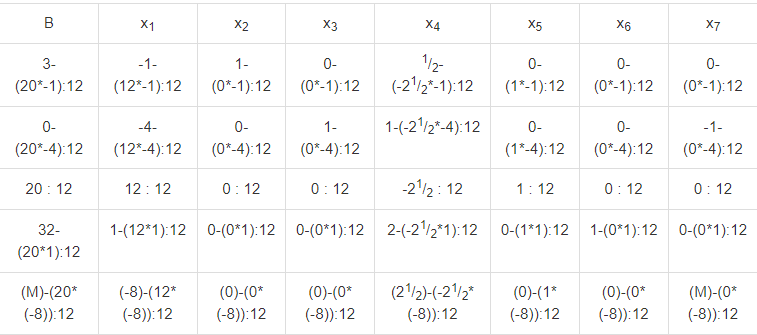 B x₁ x₂ x₃ x₄ x₅ x₆ x₇
3- -1- 1- 0- ¹/₂- 0- 0- 0-
(20*-1):12 (12*-1):12 (0*-1):12 (0*-1):12 (-2¹/₂*-1):12 (1*-1):12 (0*-1):12 (0*-1):12
0- -4- 0- 1- 1-(-2¹/₂*-4):12 0- 0- -1-
(20*-4):12 (12*-4):12 (0*-4):12 (0*-4):12 (1*-4):12 (0*-4):12 (0*-4):12
20 : 12 12 : 12 0 : 12 0 : 12 -2¹/₂ : 12 1 : 12 0 : 12 0 : 12
32- 1-(12*1):12 0-(0*1):12 0-(0*1):12 2-(-2¹/₂*1):12 0-(1*1):12 1-(0*1):12 0-(0*1):12
(20*1):12
(M)-(20* (-8)-(12* (0)-(0* (0)-(0* (2¹/₂)-(-2¹/₂* (0)-(1* (0)-(0* (M)-(0*
(-8)):12 (-8)):12 (-8)):12 (-8)):12 (-8)):12 (-8)):12 (-8)):12 (-8)):12